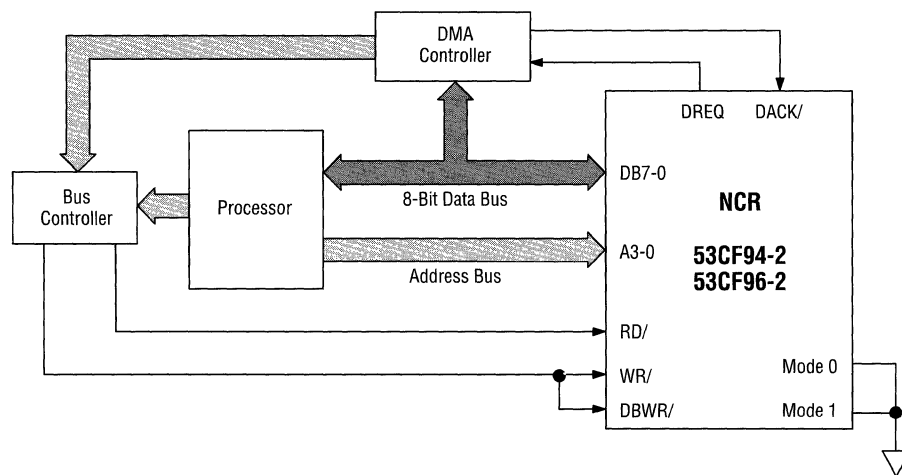 DMA
Controller
DREQ
DACK/
Bus
Controller
Processor
8-Bit Data Bus
DB7-0
NCR
53CF94-2
53CF96-2
Address Bus
A3-0
RD/
WR/
DBWR/
Mode 0
Mode 1